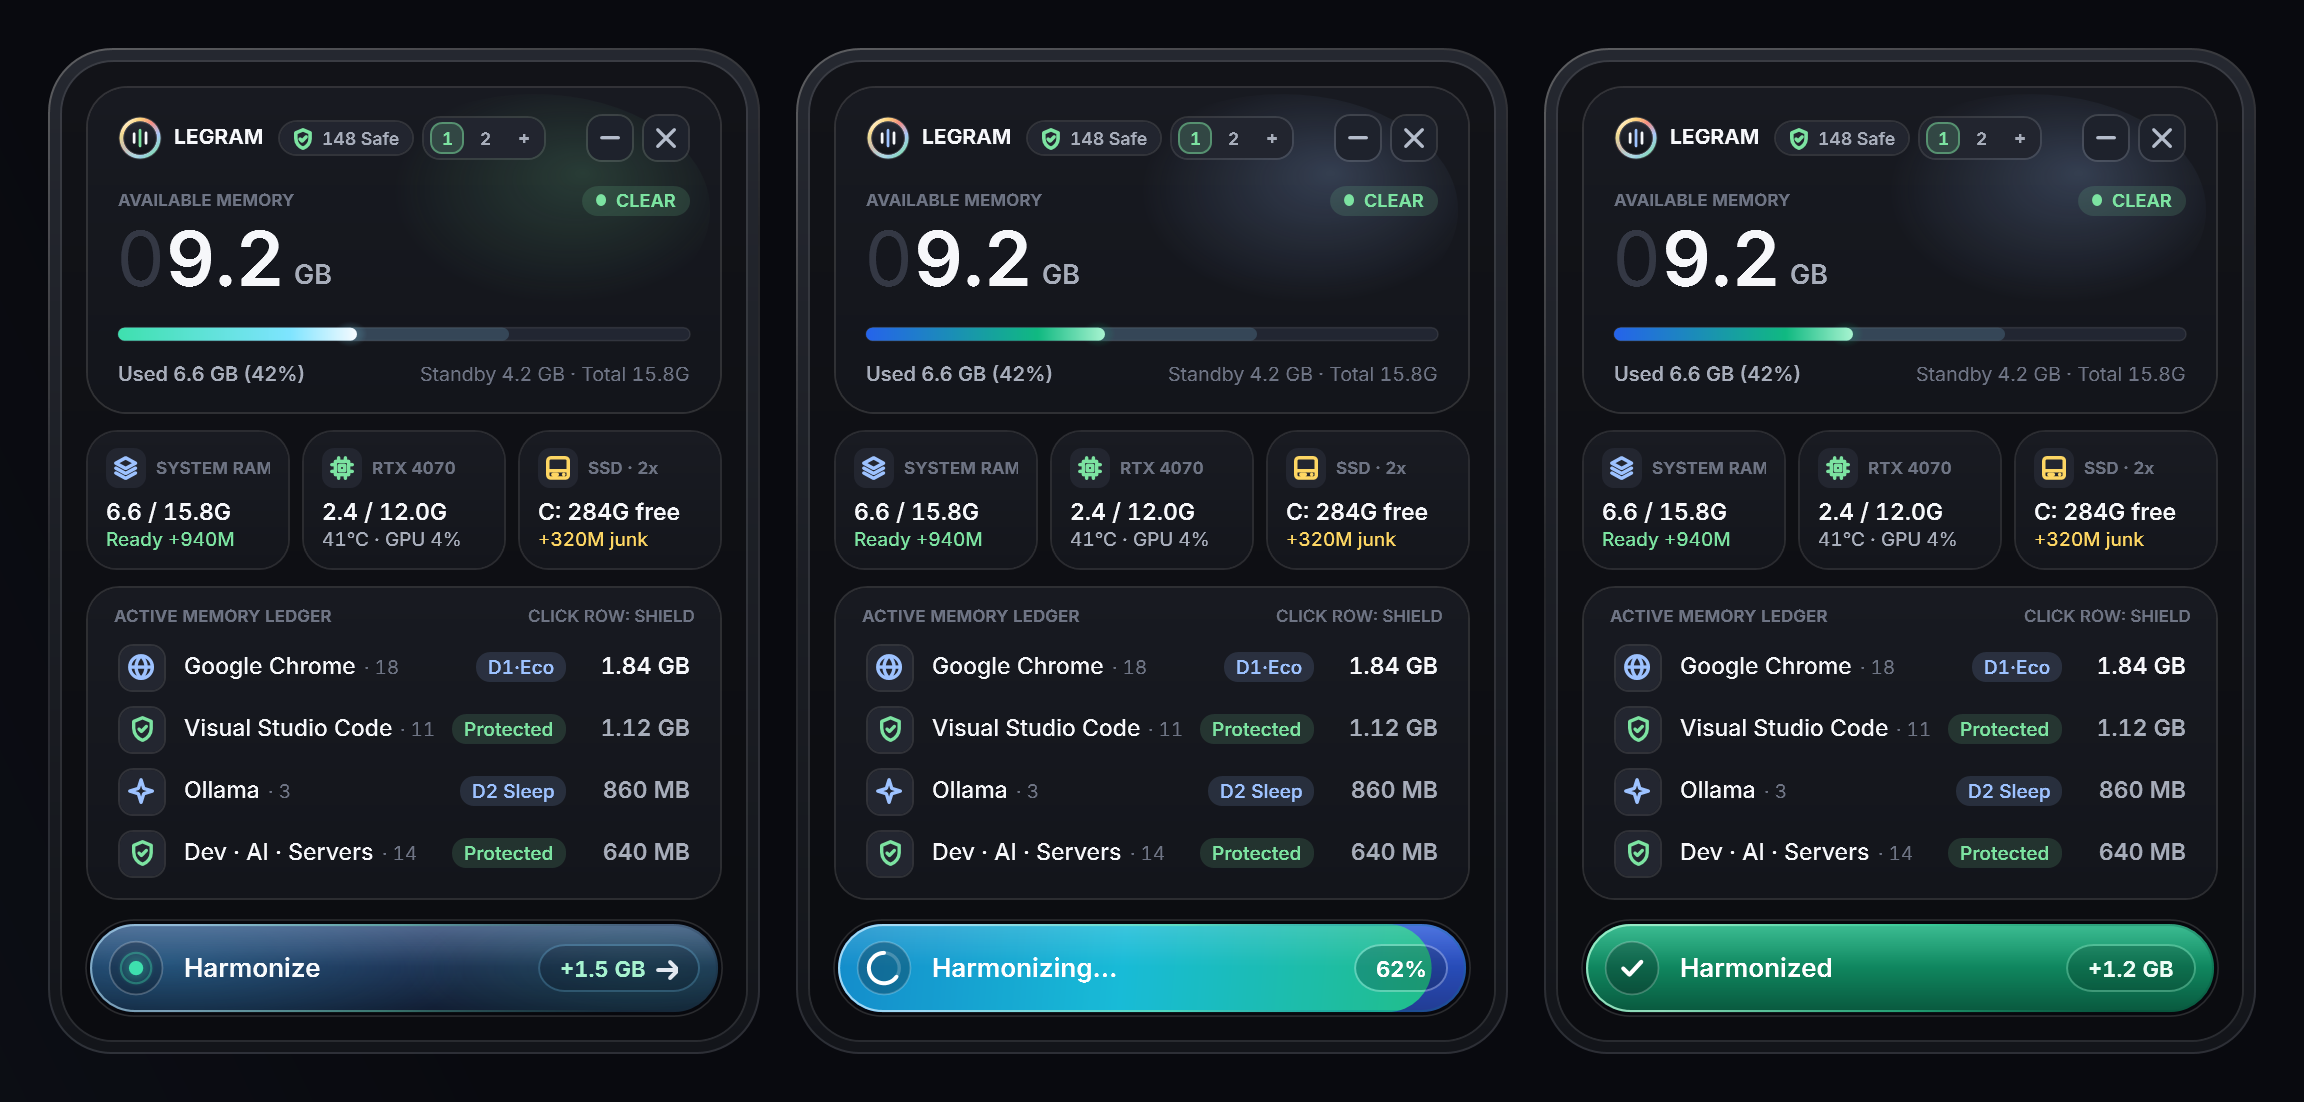 LEGRAM 148 Safe 1 2 +
AVAILABLE MEMORY CLEAR
09.2 GB
Used 6.6 GB (42%) Standby 4.2 GB · Total 15.8G
SYSTEM RAM RTX 4070 SSD · 2x
6.6 / 15.8G 2.4 / 12.0G C: 284G free
Ready +940M 41°C · GPU 4% +320M junk
ACTIVE MEMORY LEDGER CLICK ROW: SHIELD
Google Chrome · 18 D1·Eco 1.84 GB
Visual Studio Code · 11 Protected 1.12 GB
Ollama · 3 D2 Sleep 860 MB
Dev · AI · Servers · 14 Protected 640 MB
Harmonize +1.5 GB →
LEGRAM 148 Safe 1 2 +
AVAILABLE MEMORY CLEAR
09.2 GB
Used 6.6 GB (42%) Standby 4.2 GB · Total 15.8G
SYSTEM RAM RTX 4070 SSD · 2x
6.6 / 15.8G 2.4 / 12.0G C: 284G free
Ready +940M 41°C · GPU 4% +320M junk
ACTIVE MEMORY LEDGER CLICK ROW: SHIELD
Google Chrome · 18 D1·Eco 1.84 GB
Visual Studio Code · 11 Protected 1.12 GB
Ollama · 3 D2 Sleep 860 MB
Dev · AI · Servers · 14 Protected 640 MB
Harmonizing... 62%
LEGRAM 148 Safe 1 2 +
AVAILABLE MEMORY CLEAR
09.2 GB
Used 6.6 GB (42%) Standby 4.2 GB · Total 15.8G
SYSTEM RAM RTX 4070 SSD · 2x
6.6 / 15.8G 2.4 / 12.0G C: 284G free
Ready +940M 41°C · GPU 4% +320M junk
ACTIVE MEMORY LEDGER CLICK ROW: SHIELD
Google Chrome · 18 D1·Eco 1.84 GB
Visual Studio Code · 11 Protected 1.12 GB
Ollama · 3 D2 Sleep 860 MB
Dev · AI · Servers · 14 Protected 640 MB
Harmonized +1.2 GB